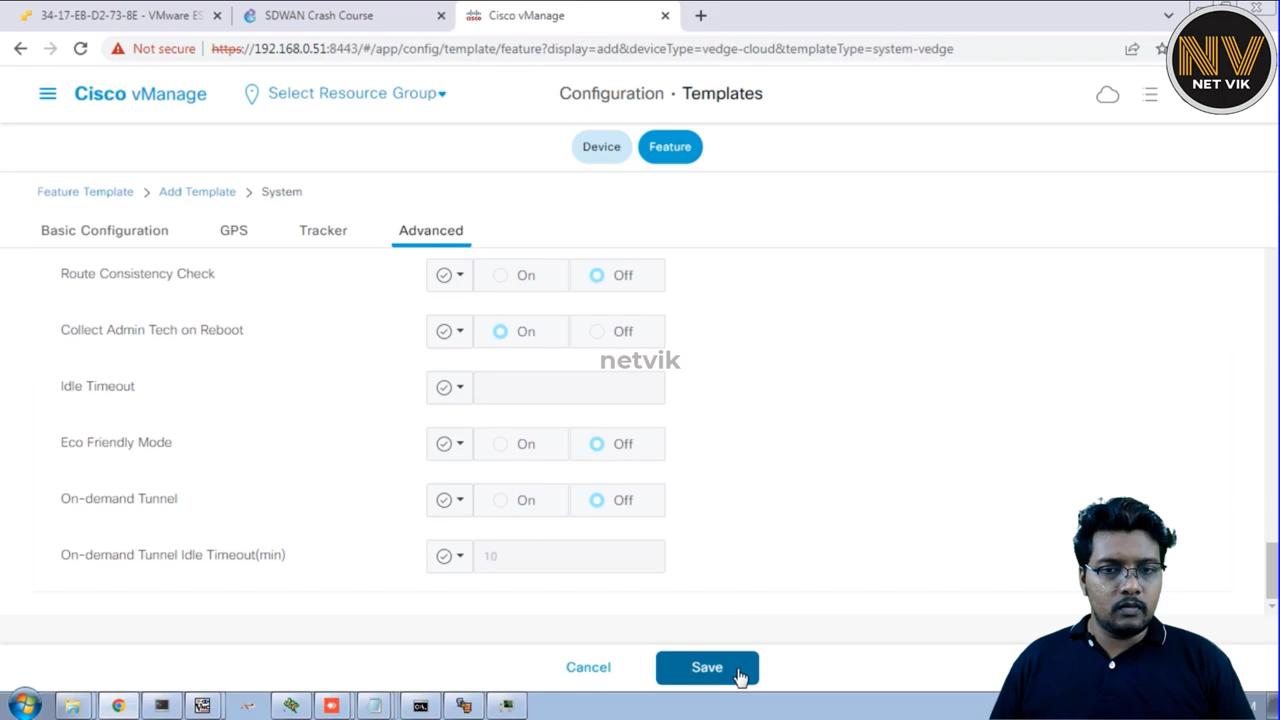 34-17-EB-D2-73-8E - VMware ES
SDWAN Crash Course
Cisco vManage
Not secure
https://192.168.0.51:8443/#/app/config/template/feature?display=add&deviceType=vedge-cloud&templateType=system-vedge
NV
NET VIK
Cisco vManage
Select Resource Group
Configuration · Templates
Device
Feature
Feature Template > Add Template > System
Basic Configuration
GPS
Tracker
Advanced
Route Consistency Check
On
Off
Collect Admin Tech on Reboot
On
Off
netvik
Idle Timeout
Eco Friendly Mode
On
Off
On-demand Tunnel
On
Off
On-demand Tunnel Idle Timeout(min)
10
Cancel
Save